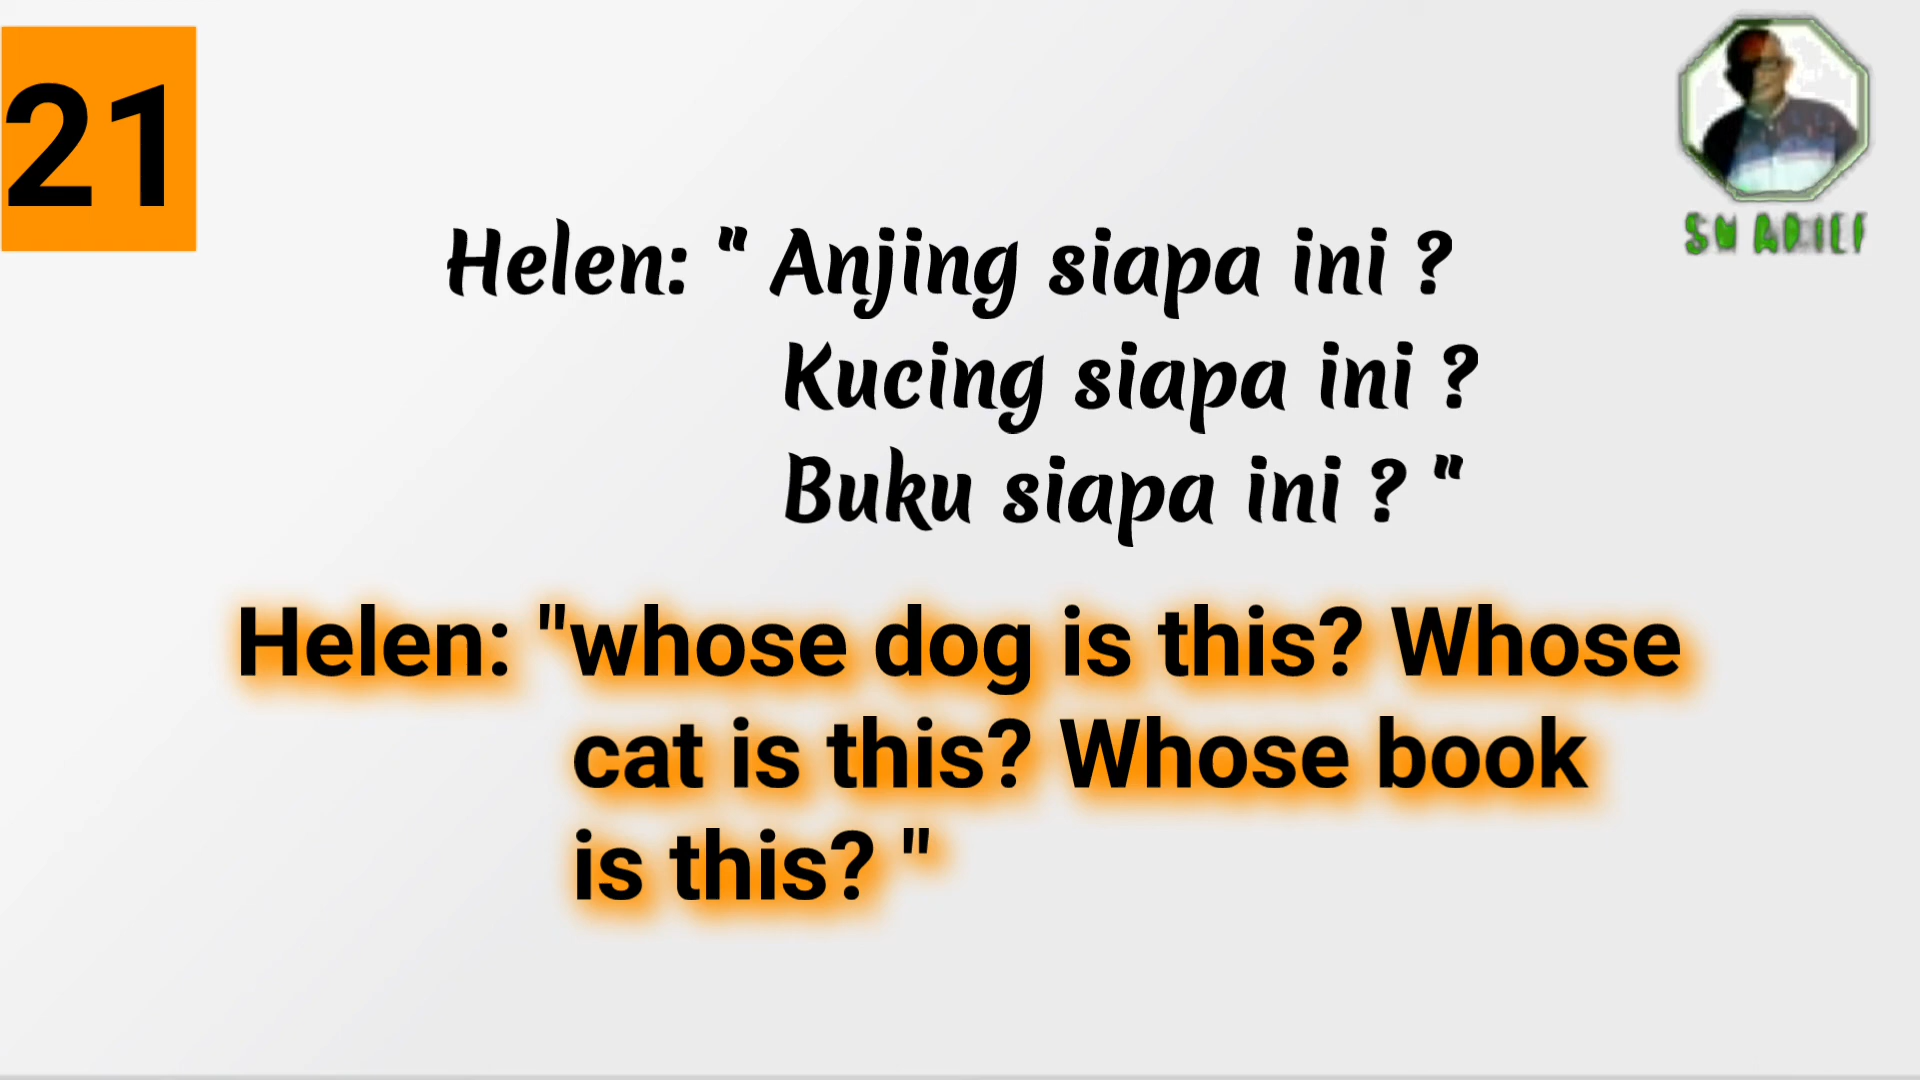 21
Helen: " Anjing siapa ini ?
Kucing siapa ini ?
Buku siapa ini ? "
Helen: "whose dog is this? Whose
cat is this? Whose book
is this? "